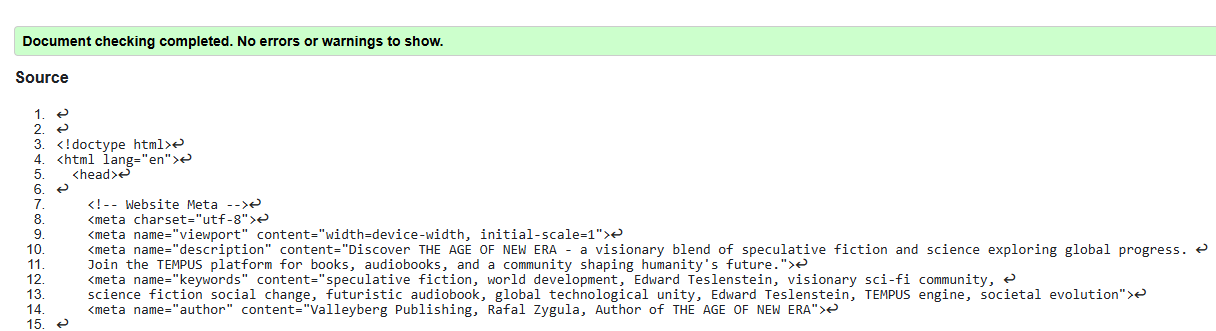 Document checking completed. No errors or warnings to show.
Source
1. ↩
2. ↩
3. <!doctype html>↩
4. <html lang="en">↩
5. <head>↩
6. ↩
7. <!-- Website Meta -->↩
8. <meta charset="utf-8">↩
9. <meta name="viewport" content="width=device-width, initial-scale=1">↩
10. <meta name="description" content="Discover THE AGE OF NEW ERA - a visionary blend of speculative fiction and science exploring global progress. ↩
11. Join the TEMPUS platform for books, audiobooks, and a community shaping humanity's future.">↩
12. <meta name="keywords" content="speculative fiction, world development, Edward Teslenstein, visionary sci-fi community, ↩
13. science fiction social change, futuristic audiobook, global technological unity, Edward Teslenstein, TEMPUS engine, societal evolution">↩
14. <meta name="author" content="Valleyberg Publishing, Rafal Zygula, Author of THE AGE OF NEW ERA">↩
15. ↩